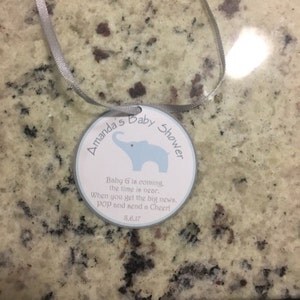 Amanda's Baby Shower
Baby G is coming,
the time is near.
When you get the big news,
POP and send a Cheer!